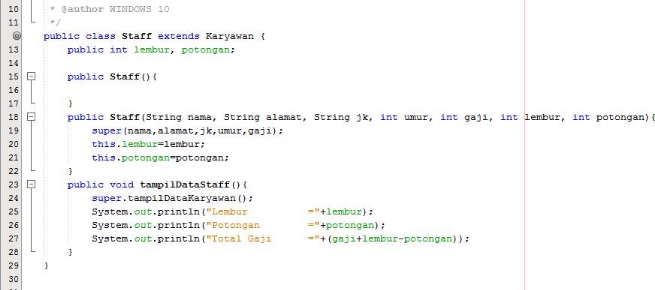 10 * @author WINDOWS 10
11 */
public class Staff extends Karyawan {
13 public int lembur, potongan;
14
15 public Staff(){
16
17 }
18 public Staff(String nama, String alamat, String jk, int umur, int gaji, int lembur, int potongan){
19 super(nama,alamat,jk,umur,gaji);
20 this.lembur=lembur;
21 this.potongan=potongan;
22 }
23 public void tampilDataStaff(){
24 super.tampilDataKaryawan();
25 System.out.println("Lembur ="+lembur);
26 System.out.println("Potongan ="+potongan);
27 System.out.println("Total Gaji ="+(gaji+lembur-potongan));
28 }
29 }
30